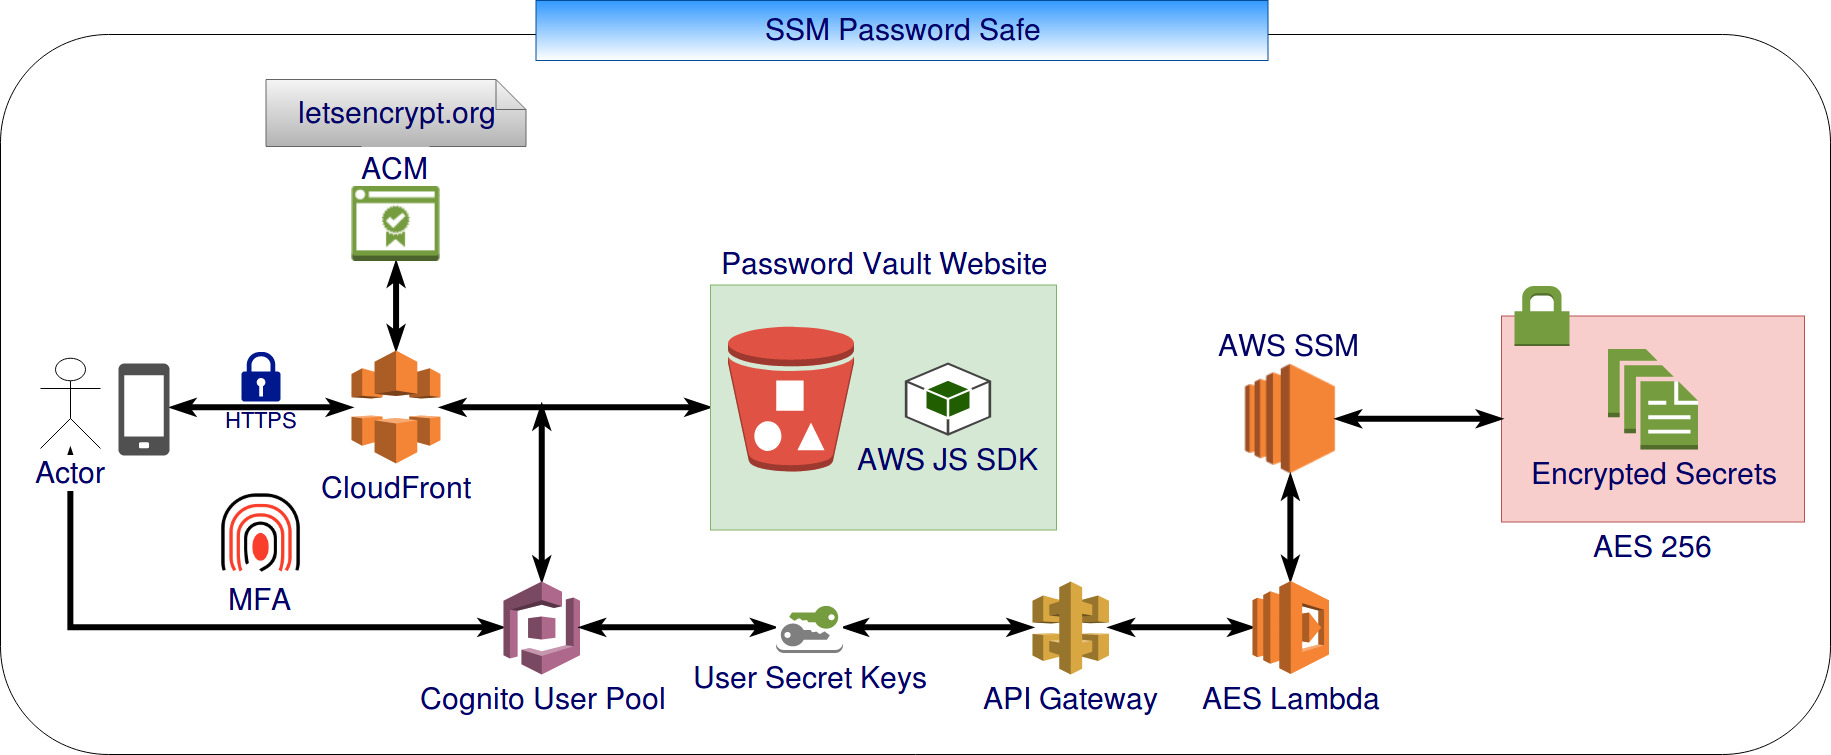 SSM Password Safe
letsencrypt.org
ACM
Password Vault Website
AWS SSM
HTTPS
AWS JS SDK
Actor
CloudFront
Encrypted Secrets
AES 256
MFA
User Secret Keys
Cognito User Pool
API Gateway
AES Lambda